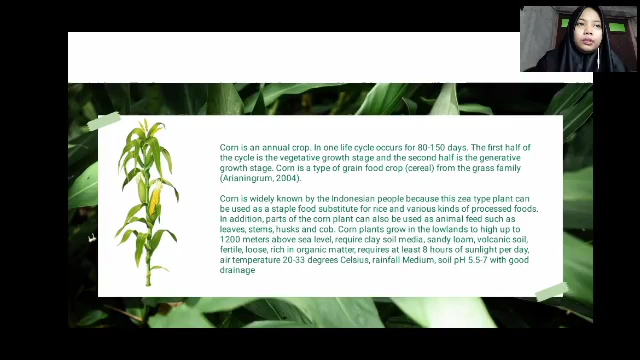 Corn is an annual crop. In one life cycle occurs for 80-150 days. The first half of
the cycle is the vegetative growth stage and the second half is the generative
growth stage. Corn is a type of grain food crop (cereal) from the grass family
(Arianingrum, 2004).
Corn is widely known by the Indonesian people because this zea type plant can
be used as a staple food substitute for rice and various kinds of processed foods.
In addition, parts of the corn plant can also be used as animal feed such as
leaves, stems, husks and cob. Corn plants grow in the lowlands to high up to
1200 meters above sea level, require clay soil media, sandy loam, volcanic soil,
fertile, loose, rich in organic matter, requires at least 8 hours of sunlight per day,
air temperature 20-33 degrees Celsius, rainfall Medium, soil pH 5.5-7 with good
drainage